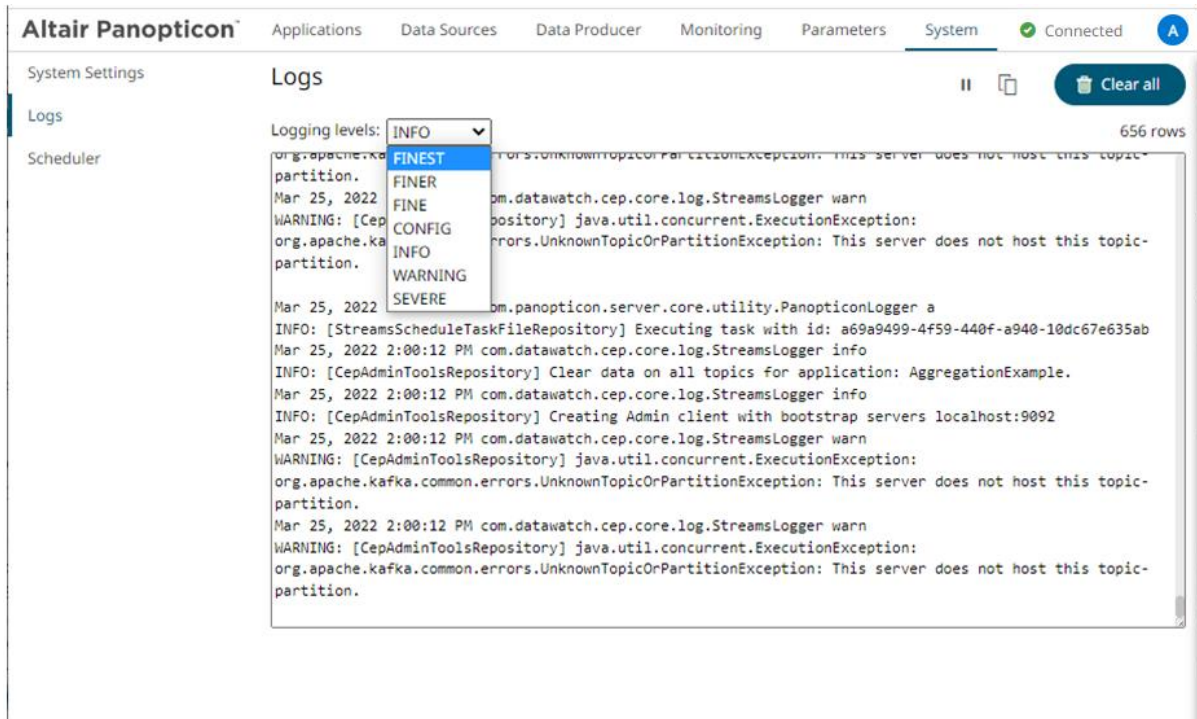 Altair Panopticon™ Applications Data Sources Data Producer Monitoring Parameters System Connected A
System Settings
Logs
Scheduler
Logs
Clear all
Logging levels: INFO
656 rows
FINEST
FINER
FINE
CONFIG
INFO
WARNING
SEVERE
partition.
Mar 25, 2022 om.datawatch.cep.core.log.StreamsLogger warn
WARNING: [Cep ository] java.util.concurrent.ExecutionException:
org.apache.ka rrors.UnknownTopicOrPartitionException: This server does not host this topic-
partition.
Mar 25, 2022 om.panopticon.server.core.utility.PanopticonLogger a
INFO: [StreamsScheduleTaskFileRepository] Executing task with id: a69a9499-4f59-440f-a940-10dc67e635ab
Mar 25, 2022 2:00:12 PM com.datawatch.cep.core.log.StreamsLogger info
INFO: [CepAdminToolsRepository] Clear data on all topics for application: AggregationExample.
Mar 25, 2022 2:00:12 PM com.datawatch.cep.core.log.StreamsLogger info
INFO: [CepAdminToolsRepository] Creating Admin client with bootstrap servers localhost:9092
Mar 25, 2022 2:00:12 PM com.datawatch.cep.core.log.StreamsLogger warn
WARNING: [CepAdminToolsRepository] java.util.concurrent.ExecutionException:
org.apache.kafka.common.errors.UnknownTopicOrPartitionException: This server does not host this topic-
partition.
Mar 25, 2022 2:00:12 PM com.datawatch.cep.core.log.StreamsLogger warn
WARNING: [CepAdminToolsRepository] java.util.concurrent.ExecutionException:
org.apache.kafka.common.errors.UnknownTopicOrPartitionException: This server does not host this topic-
partition.